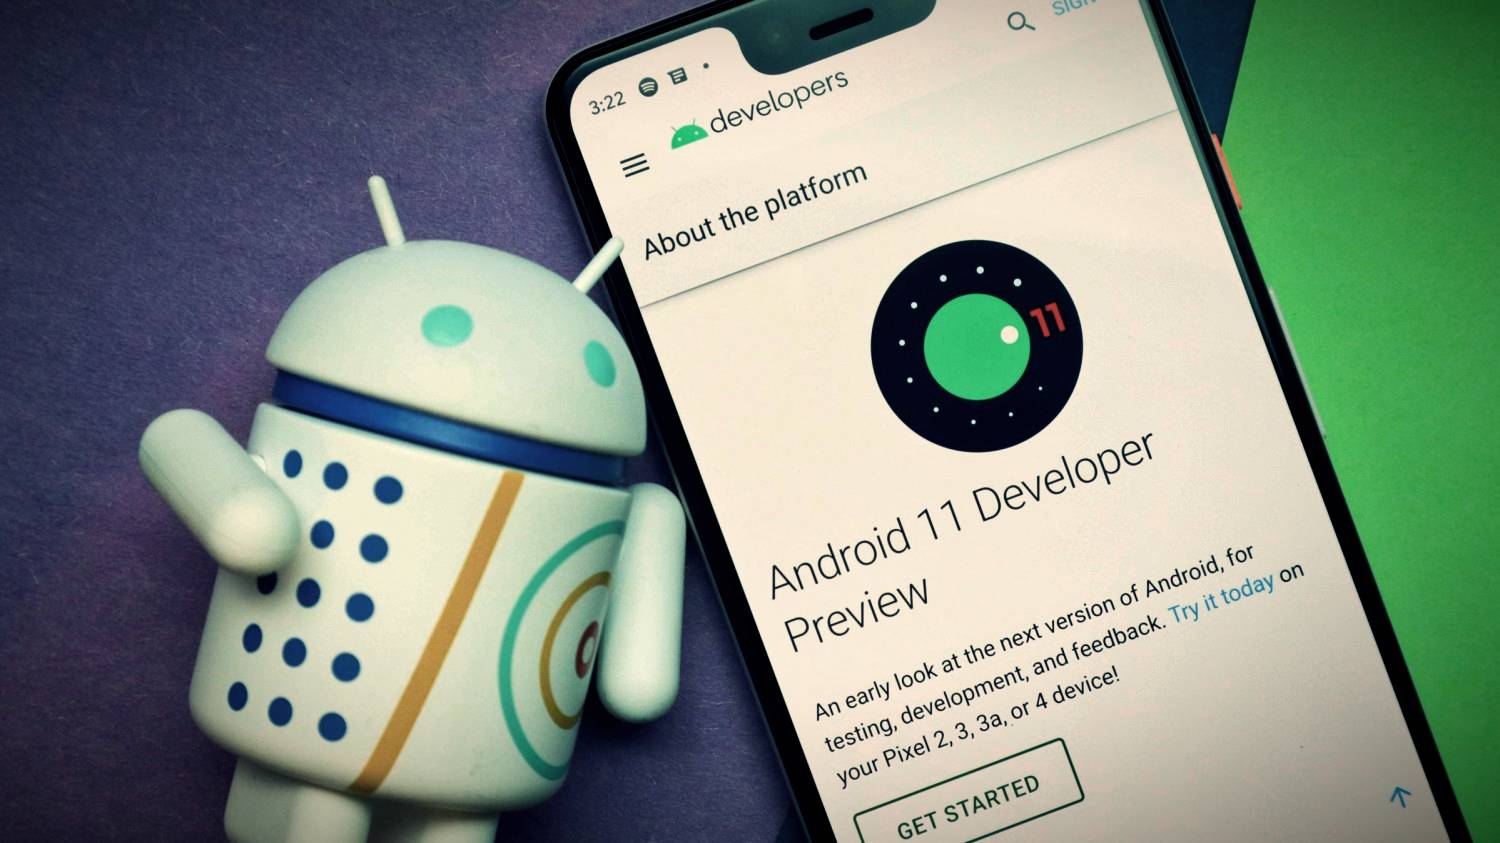 3:22
SIGN
developers
About the platform
11
Android 11 Developer
Preview
An early look at the next version of Android, for
testing, development, and feedback. Try it today on
your Pixel 2, 3, 3a, or 4 device!
GET STARTED